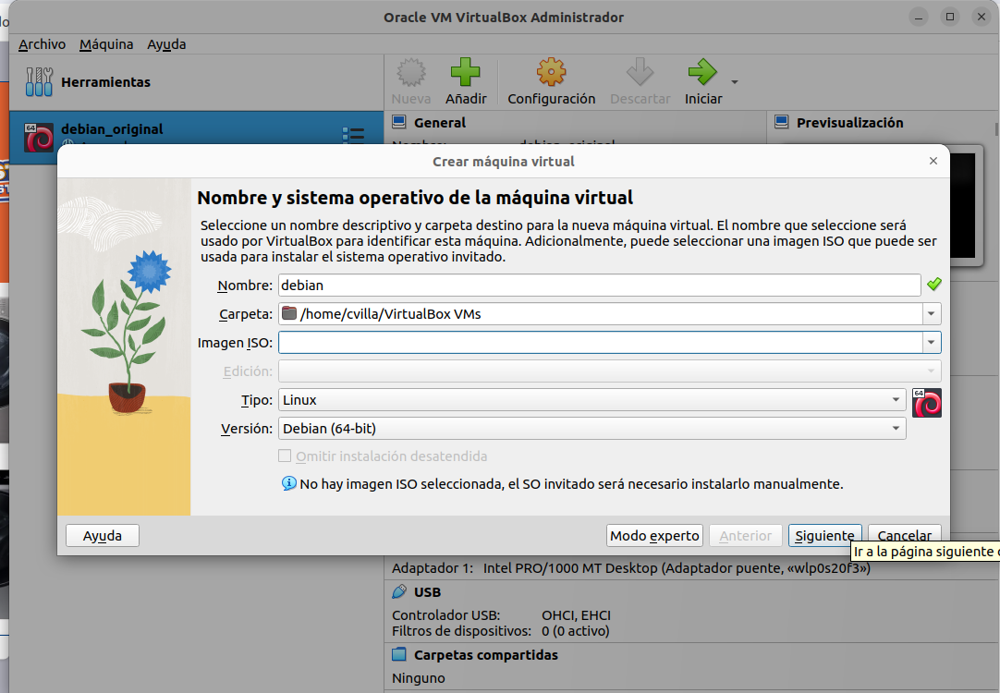 Oracle VM VirtualBox Administrador
Archivo Máquina Ayuda
Herramientas
Nueva Añadir Configuración Descartar Iniciar
64
debian_original
General
Previsualización
Crear máquina virtual
Nombre y sistema operativo de la máquina virtual
Seleccione un nombre descriptivo y carpeta destino para la nueva máquina virtual. El nombre que seleccione será
usado por VirtualBox para identificar esta máquina. Adicionalmente, puede seleccionar una imagen ISO que puede ser
usada para instalar el sistema operativo invitado.
Nombre: debian
Carpeta: /home/cvilla/VirtualBox VMs
Imagen ISO:
Edición:
Tipo: Linux
64
Versión: Debian (64-bit)
Omitir instalación desatendida
No hay imagen ISO seleccionada, el SO invitado será necesario instalarlo manualmente.
Ayuda Modo experto Anterior Siguiente Cancelar
Ir a la página siguiente
Adaptador 1: Intel PRO/1000 MT Desktop (Adaptador puente, «wlp0s20f3»)
USB
Controlador USB: OHCI, EHCI
Filtros de dispositivos: 0 (0 activo)
Carpetas compartidas
Ninguno